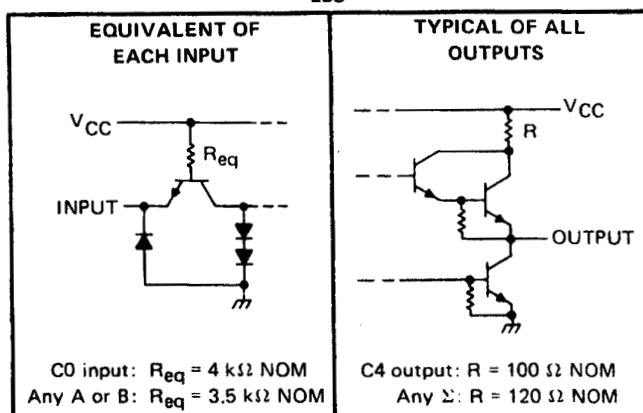 EQUIVALENT OF
EACH INPUT
VCC
Req
INPUT
C0 input: Req = 4 kΩ NOM
Any A or B: Req = 3.5 kΩ NOM
TYPICAL OF ALL
OUTPUTS
VCC
R
OUTPUT
C4 output: R = 100 Ω NOM
Any Σ: R = 120 Ω NOM